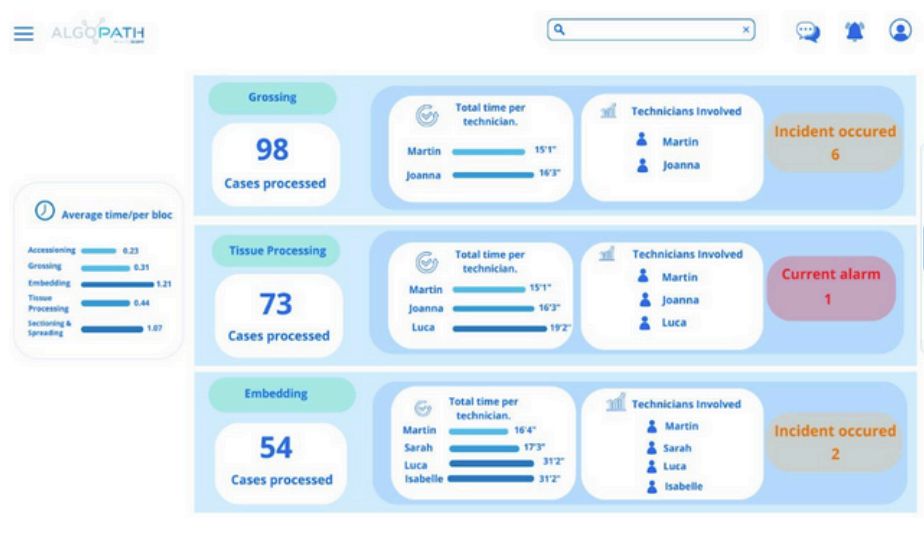 ALGOPATH
Average time/per bloc
Accessioning 0.23
Grossing 0.31
Embedding 1.21
Tissue
Processing 0.44
Sectioning &
Spreading 1.07
Grossing
98
Cases processed
Total time per
technician.
Martin 15'1"
Joanna 16'3"
Technicians Involved
Martin
Joanna
Incident occured
6
Tissue Processing
73
Cases processed
Total time per
technician.
Martin 15'1"
Joanna 16'3"
Luca 19'2"
Technicians Involved
Martin
Joanna
Luca
Current alarm
1
Embedding
54
Cases processed
Total time per
technician.
Martin 16'4"
Sarah 17'3"
Luca 31'2"
Isabelle 31'2"
Technicians Involved
Martin
Sarah
Luca
Isabelle
Incident occured
2